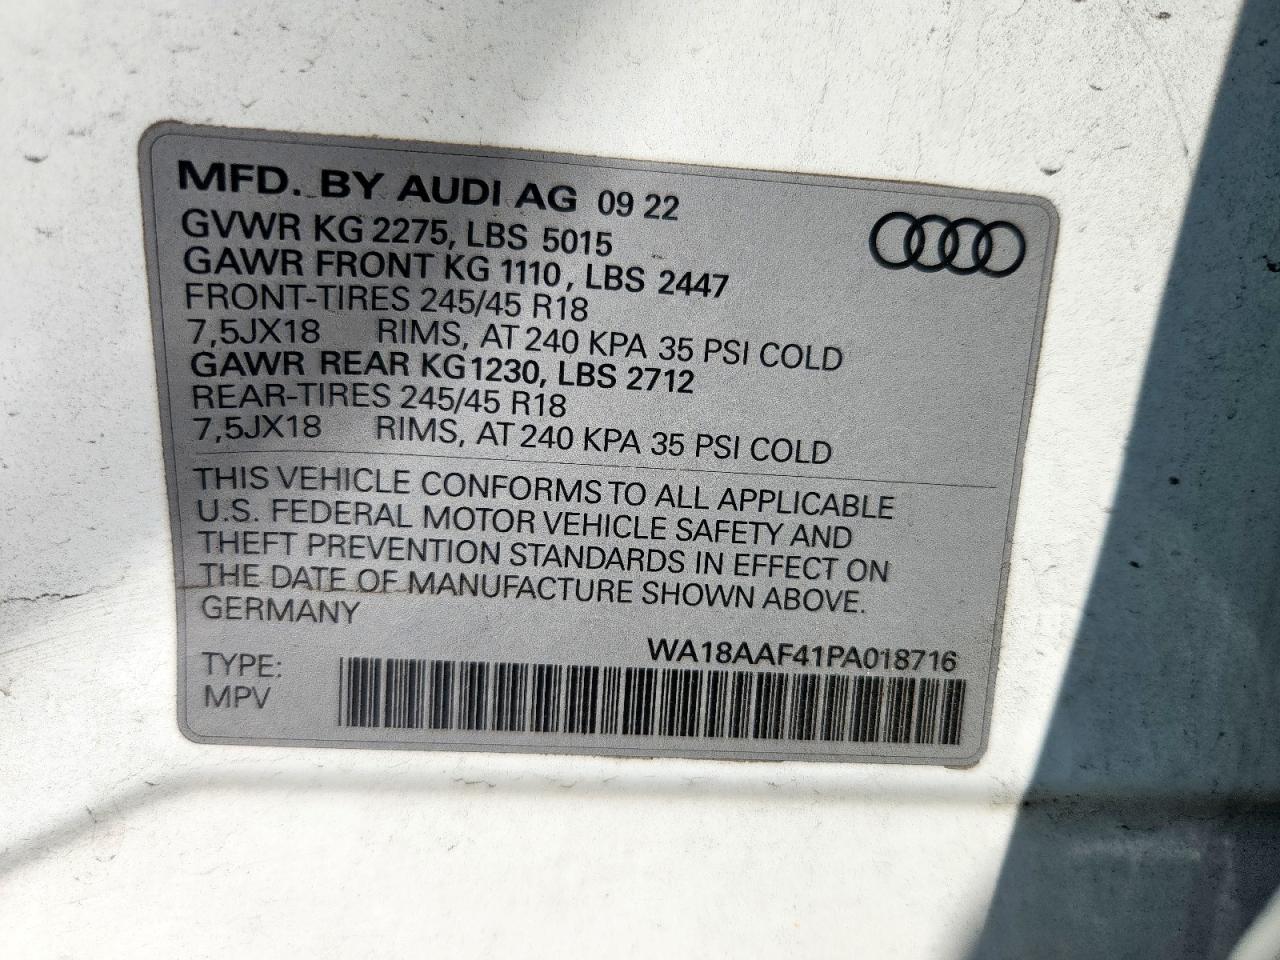 MFD. BY AUDI AG 09 22
GVWR KG 2275, LBS 5015
GAWR FRONT KG 1110, LBS 2447
FRONT-TIRES 245/45 R18
7,5JX18 RIMS, AT 240 KPA 35 PSI COLD
GAWR REAR KG 1230, LBS 2712
REAR-TIRES 245/45 R18
7,5JX18 RIMS, AT 240 KPA 35 PSI COLD
THIS VEHICLE CONFORMS TO ALL APPLICABLE
U.S. FEDERAL MOTOR VEHICLE SAFETY AND
THEFT PREVENTION STANDARDS IN EFFECT ON
THE DATE OF MANUFACTURE SHOWN ABOVE.
GERMANY
WA18AAF41PA018716
TYPE:
MPV